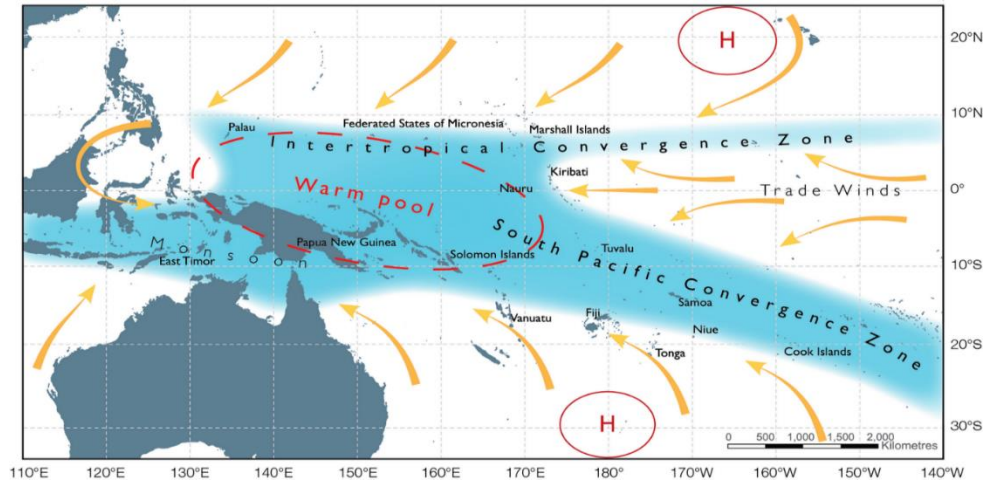 H
20°N
10°N
Palau
Federated States of Micronesia
Marshall Islands
Intertropical Convergence Zone
Kiribati
Warm pool
Nauru
Trade Winds
0°
South Pacific Convergence Zone
Monsoon
Papua New Guinea
East Timor
Solomon Islands
Tuvalu
10°S
Samoa
Vanuatu
Fiji
Niue
Tonga
Cook Islands
20°S
H
30°S
0 500 1,000 1,500 2,000
Kilometres
110°E 120°E 130°E 140°E 150°E 160°E 170°E 180° 170°W 160°W 150°W 140°W